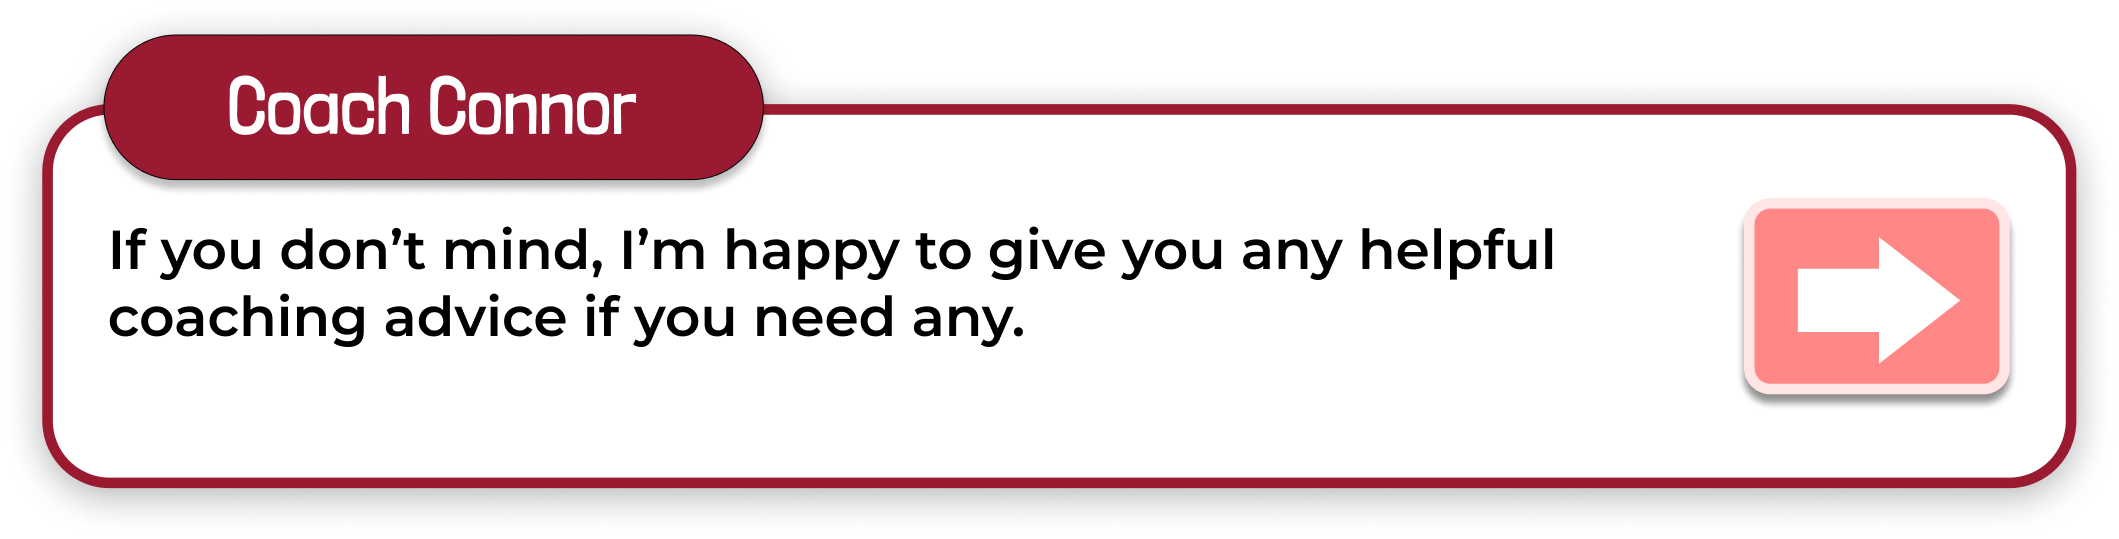 Coach Connor
If you don’t mind, I’m happy to give you any helpful
coaching advice if you need any.